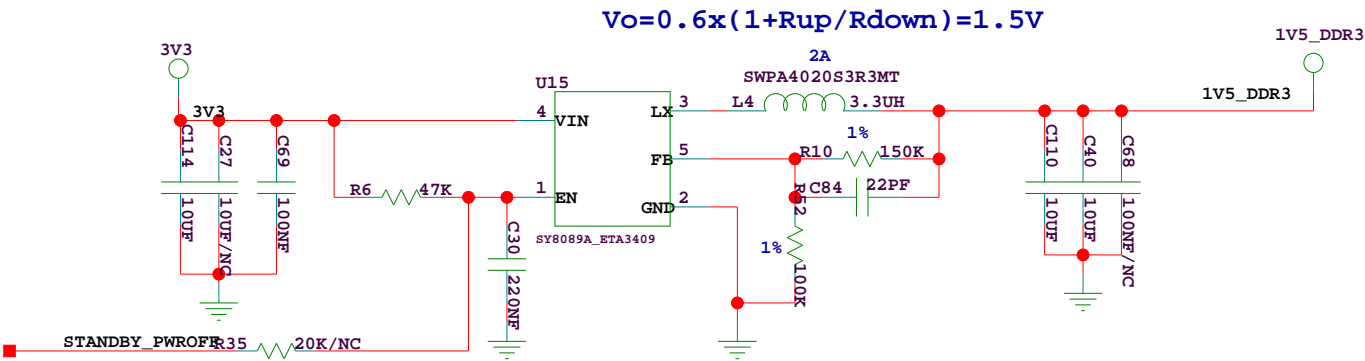 Vo=0.6x(1+Rup/Rdown)=1.5V
3V3
1V5_DDR3
2A
SWPA4020S3R3MT
U15
L4
3.3UH
3V3
4
VIN
LX
3
1V5_DDR3
C114
10UF
C27
10UF/NC
C69
100NF
1%
R10
150K
FB
5
C84
22PF
R6
47K
1
EN
GND
2
R52
1%
100K
C110
10UF
C40
10UF
C68
100NF/NC
SY8089A_ETA3409
C30
220NF
STANDBY_PWROFF
R35
20K/NC